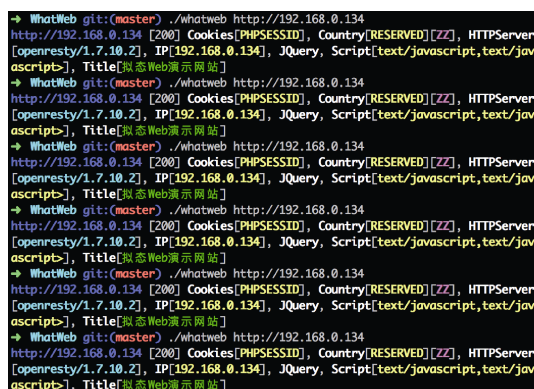 ➜ WhatWeb git:(master) ./whatweb http://192.168.0.134
http://192.168.0.134 [200] Cookies[PHPSESSID], Country[RESERVED][ZZ], HTTPServer
[openresty/1.7.10.2], IP[192.168.0.134], JQuery, Script[text/javascript,text/jav
ascript>], Title[拟态Web演示网站]
➜ WhatWeb git:(master) ./whatweb http://192.168.0.134
http://192.168.0.134 [200] Cookies[PHPSESSID], Country[RESERVED][ZZ], HTTPServer
[openresty/1.7.10.2], IP[192.168.0.134], JQuery, Script[text/javascript,text/jav
ascript>], Title[拟态Web演示网站]
➜ WhatWeb git:(master) ./whatweb http://192.168.0.134
http://192.168.0.134 [200] Cookies[PHPSESSID], Country[RESERVED][ZZ], HTTPServer
[openresty/1.7.10.2], IP[192.168.0.134], JQuery, Script[text/javascript,text/jav
ascript>], Title[拟态Web演示网站]
➜ WhatWeb git:(master) ./whatweb http://192.168.0.134
http://192.168.0.134 [200] Cookies[PHPSESSID], Country[RESERVED][ZZ], HTTPServer
[openresty/1.7.10.2], IP[192.168.0.134], JQuery, Script[text/javascript,text/jav
ascript>], Title[拟态Web演示网站]
➜ WhatWeb git:(master) ./whatweb http://192.168.0.134
http://192.168.0.134 [200] Cookies[PHPSESSID], Country[RESERVED][ZZ], HTTPServer
[openresty/1.7.10.2], IP[192.168.0.134], JQuery, Script[text/javascript,text/jav
ascript>], Title[拟态Web演示网站]
➜ WhatWeb git:(master) ./whatweb http://192.168.0.134
http://192.168.0.134 [200] Cookies[PHPSESSID], Country[RESERVED][ZZ], HTTPServer
[openresty/1.7.10.2], IP[192.168.0.134], JQuery, Script[text/javascript,text/jav
ascript>], Title[拟态Web演示网站]